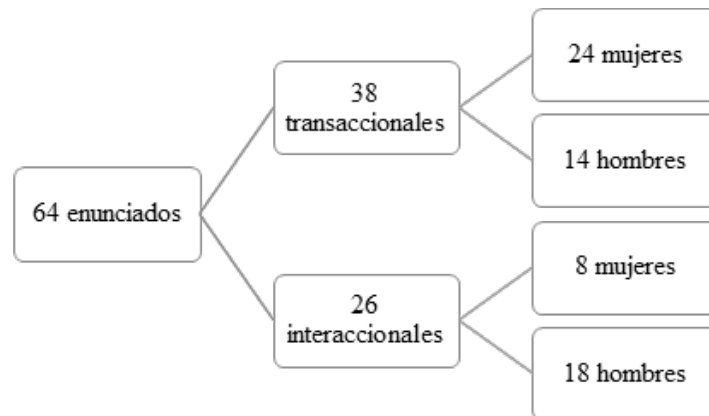 64 enunciados
38
transaccionales
24 mujeres
14 hombres
26
interaccionales
8 mujeres
18 hombres